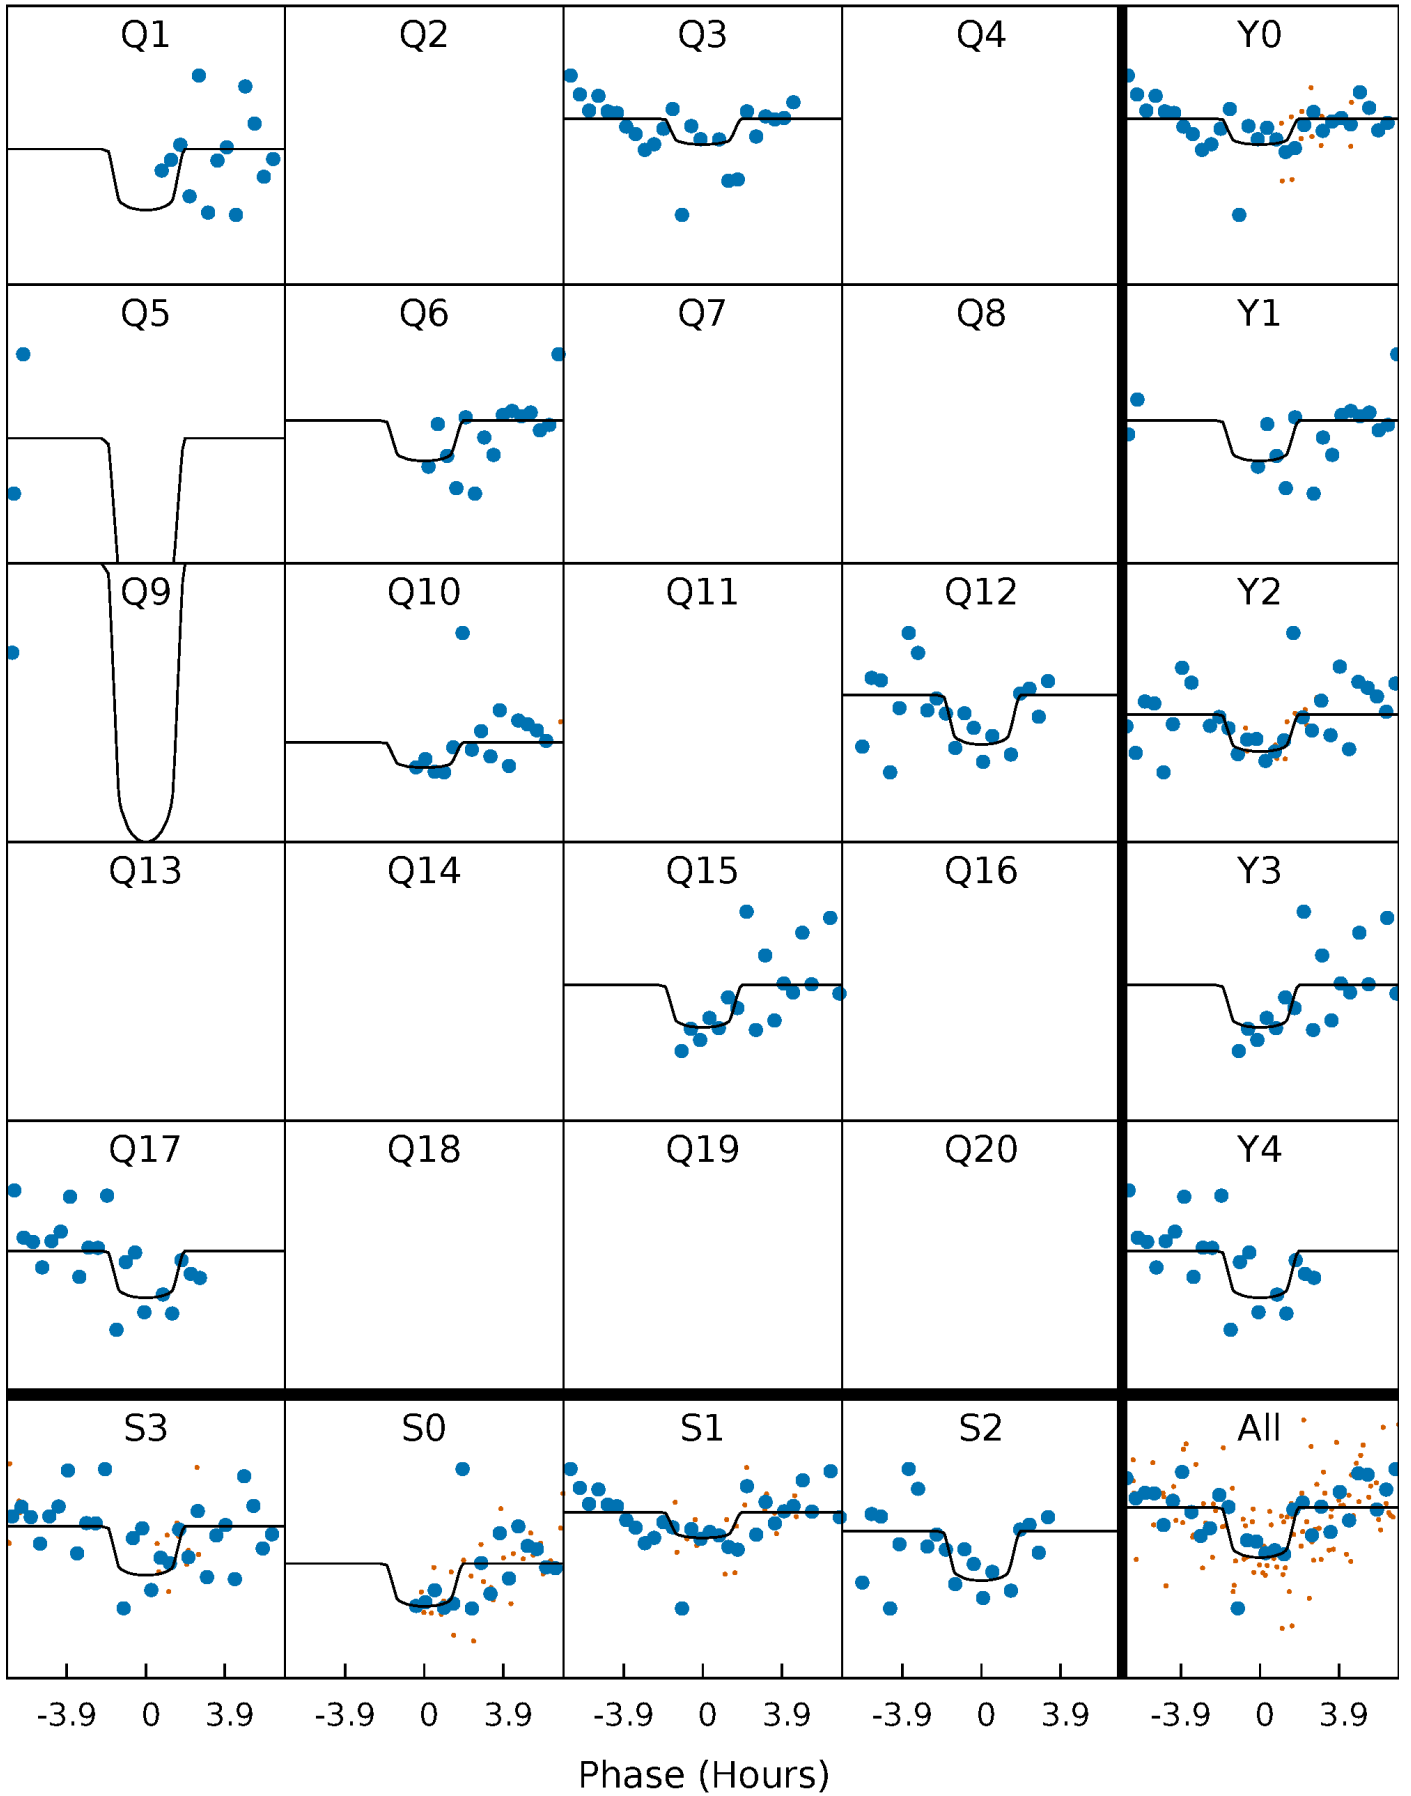 Q1 Q2 Q3 Q4 Y0
Q5 Q6 Q7 Q8 Y1
Q9 Q10 Q11 Q12 Y2
Q13 Q14 Q15 Q16 Y3
Q17 Q18 Q19 Q20 Y4
S3 S0 S1 S2 All
-3.9 0 3.9 -3.9 0 3.9 -3.9 0 3.9 -3.9 0 3.9 -3.9 0 3.9
Phase (Hours)